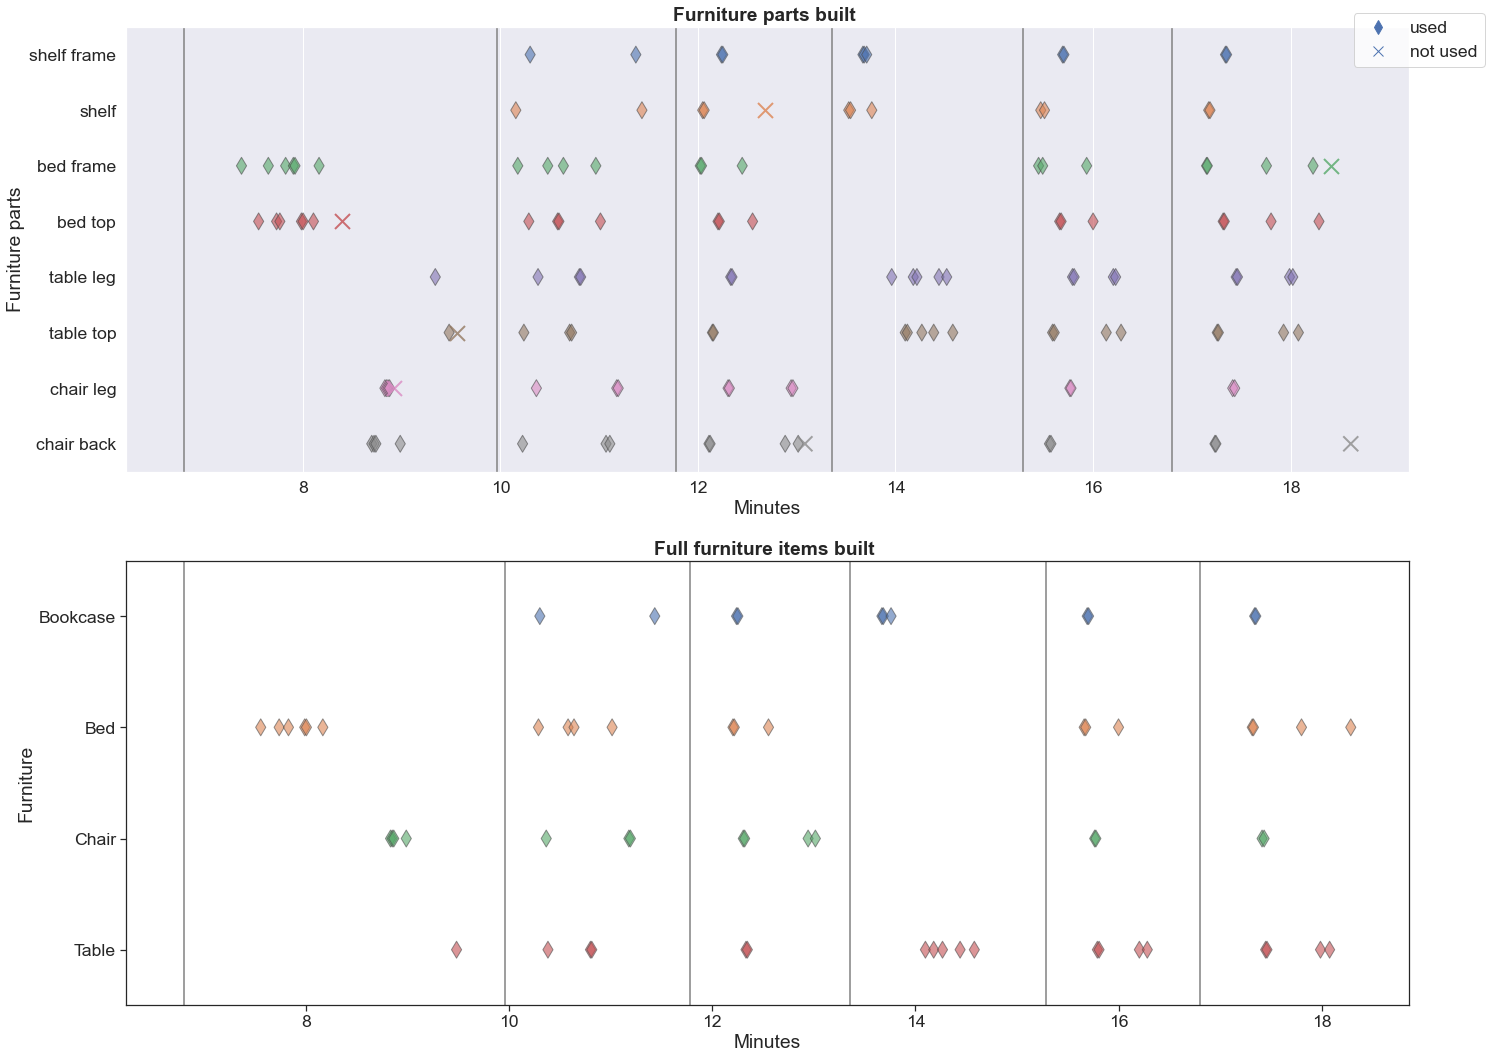 Furniture parts built
used
not used
Furniture parts
shelf frame
shelf
bed frame
bed top
table leg
table top
chair leg
chair back
8 10 12 14 16 18
Minutes
Full furniture items built
Furniture
Bookcase
Bed
Chair
Table
8 10 12 14 16 18
Minutes